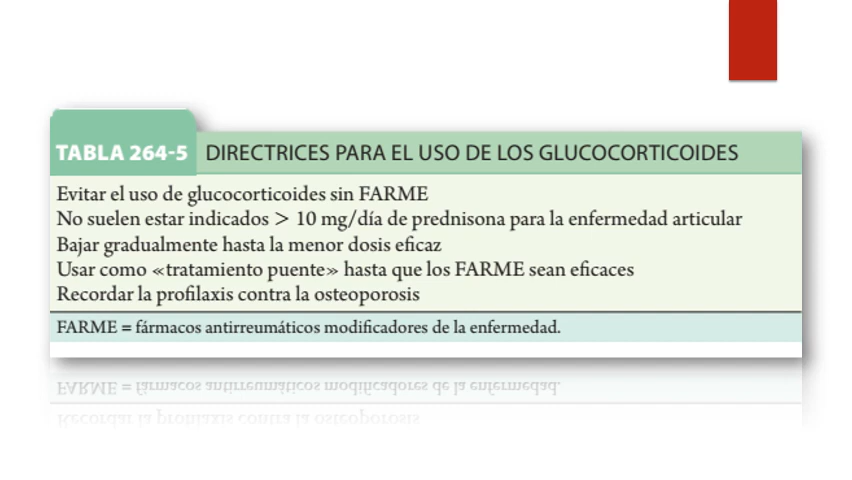 TABLA 264-5 DIRECTRICES PARA EL USO DE LOS GLUCOCORTICOIDES
Evitar el uso de glucocorticoides sin FARME
No suelen estar indicados > 10 mg/día de prednisona para la enfermedad articular
Bajar gradualmente hasta la menor dosis eficaz
Usar como «tratamiento puente» hasta que los FARME sean eficaces
Recordar la profilaxis contra la osteoporosis
FARME = fármacos antirreumáticos modificadores de la enfermedad.